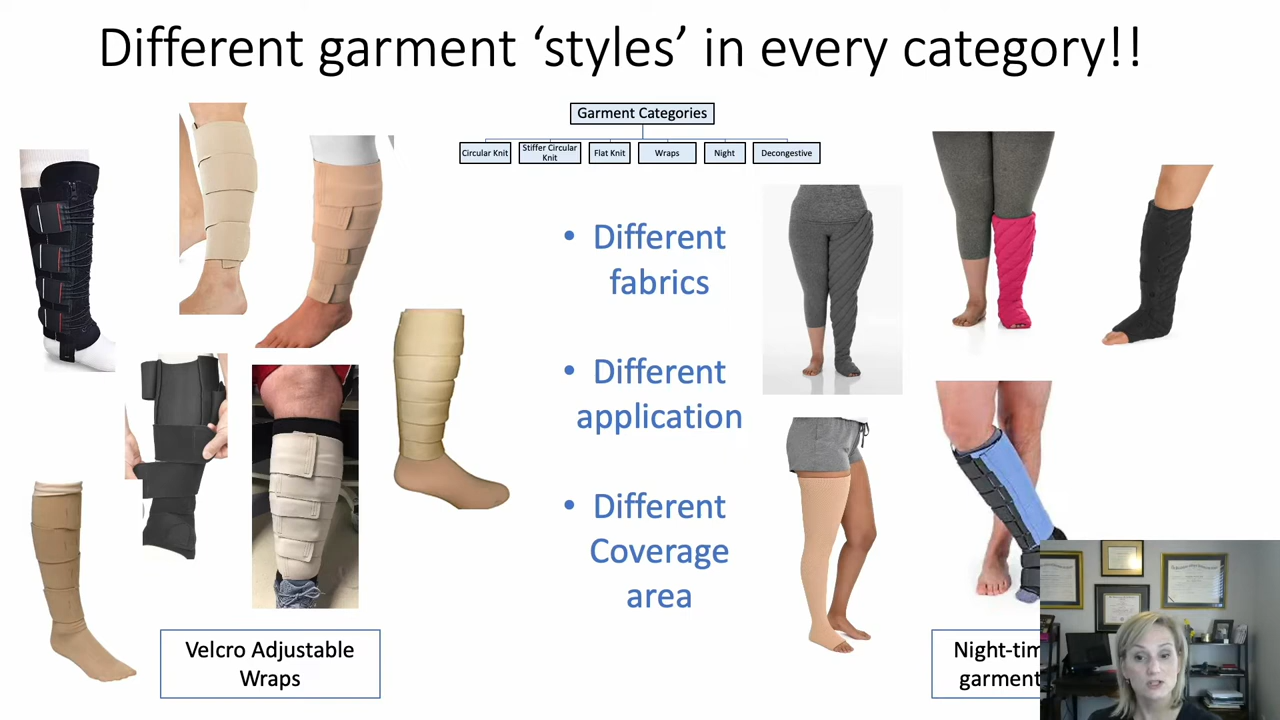 Different garment ‘styles’ in every category!!
Garment Categories
Circular Knit
Stiffer Circular
Knit
Flat Knit
Wraps
Night
Decongestive
• Different
fabrics
• Different
application
• Different
Coverage
area
Velcro Adjustable
Wraps
Night-tim
garment